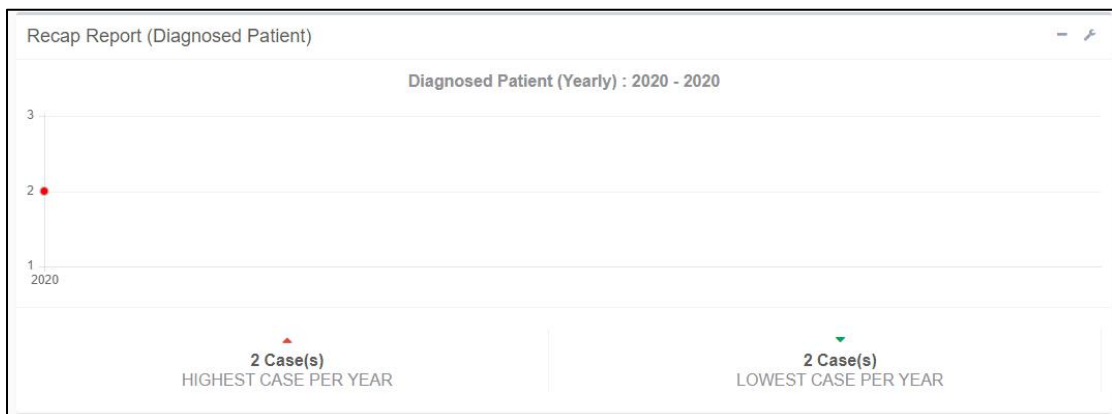 Recap Report (Diagnosed Patient)
Diagnosed Patient (Yearly) : 2020 - 2020
3
2
1
2020
2 Case(s)
HIGHEST CASE PER YEAR
2 Case(s)
LOWEST CASE PER YEAR